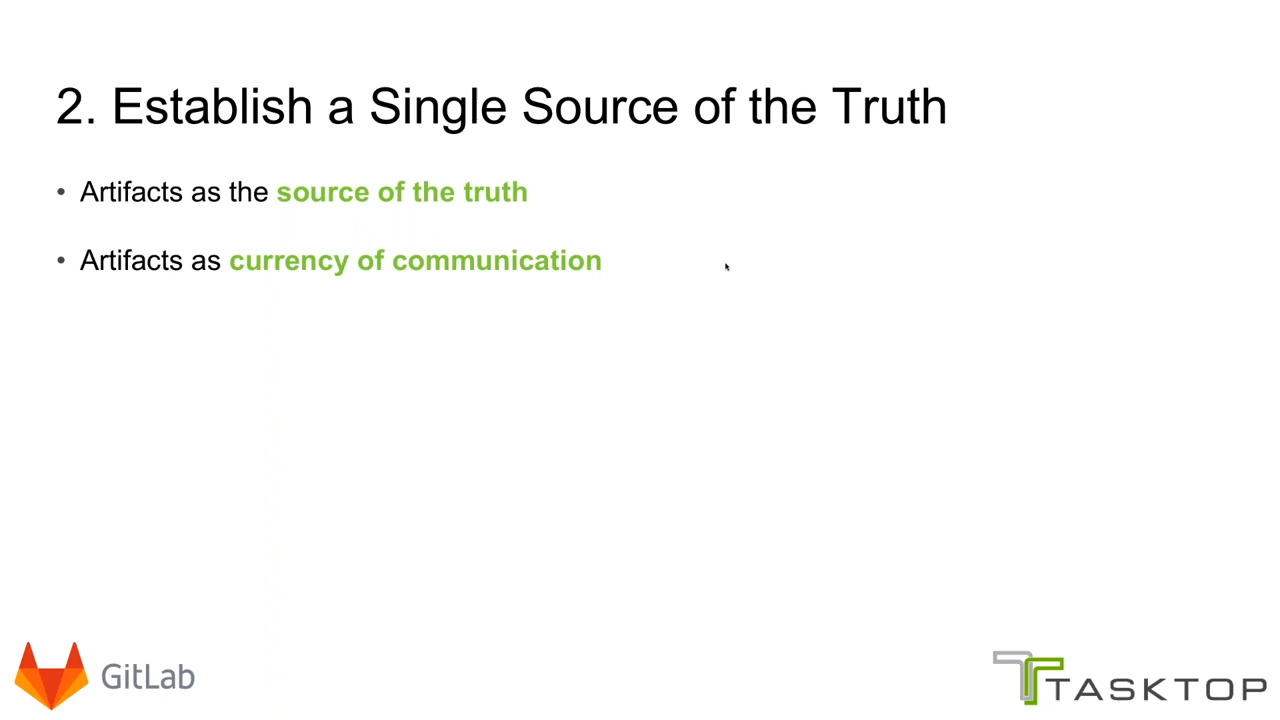 2. Establish a Single Source of the Truth
• Artifacts as the source of the truth
• Artifacts as currency of communication
GitLab
TASKTOP